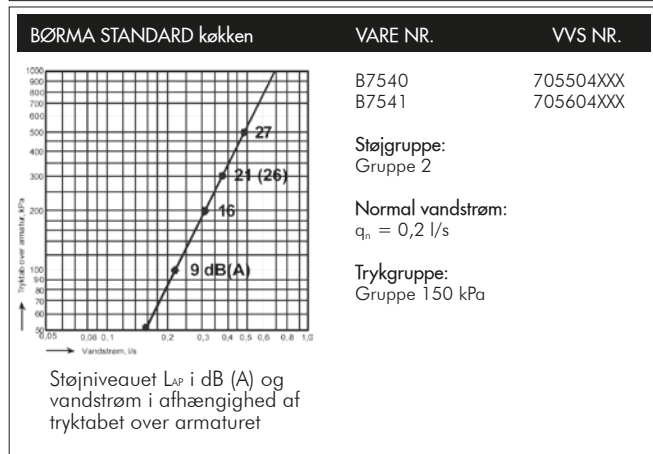 BØRMA STANDARD køkken VARE NR. VVS NR.
1000
900
800
700
600
500
400
300
200
100
90
80
70
60
50
Tryktab over armatur, kPa
27
21 (26)
16
9 dB(A)
0,05 0,08 0,1 0,2 0,3 0,4 0,5 0,6 0,8 1,0
Vandstrøm, l/s
Støjniveauet LAP i dB (A) og
vandstrøm i afhængighed af
tryktabet over armaturet
B7540 705504XXX
B7541 705604XXX
Støjgruppe:
Gruppe 2
Normal vandstrøm:
qn = 0,2 l/s
Trykgruppe:
Gruppe 150 kPa